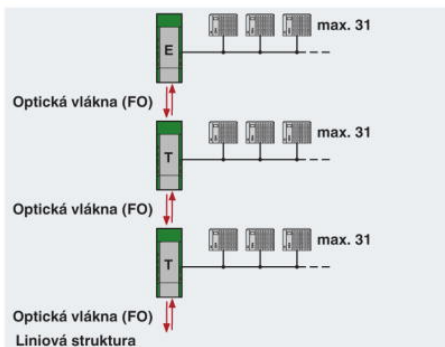 E
max. 31
Optická vlákna (FO)
T
max. 31
Optická vlákna (FO)
T
max. 31
Optická vlákna (FO)
Liniová struktura